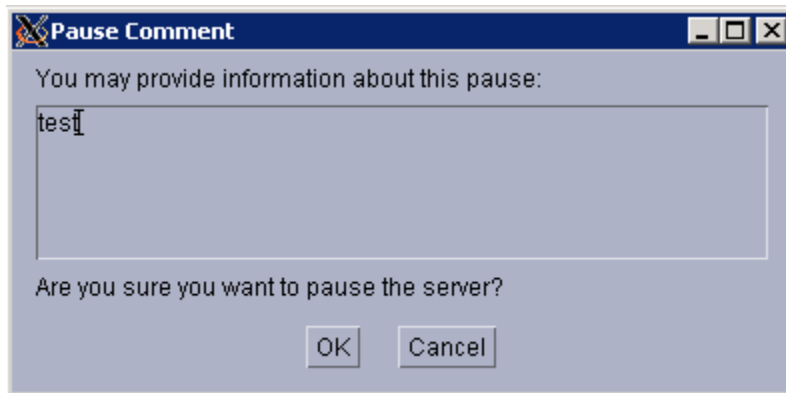 Pause Comment
You may provide information about this pause:
test
Are you sure you want to pause the server?
OK
Cancel